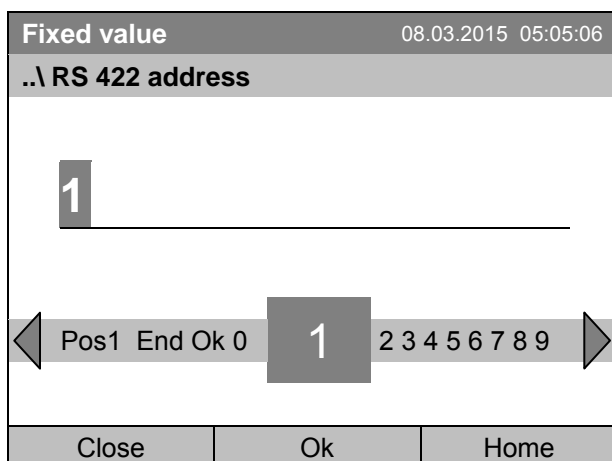 Fixed value 08.03.2015 05:05:06
..\ RS 422 address
1
Pos1 End Ok 0 1 2 3 4 5 6 7 8 9
Close Ok Home